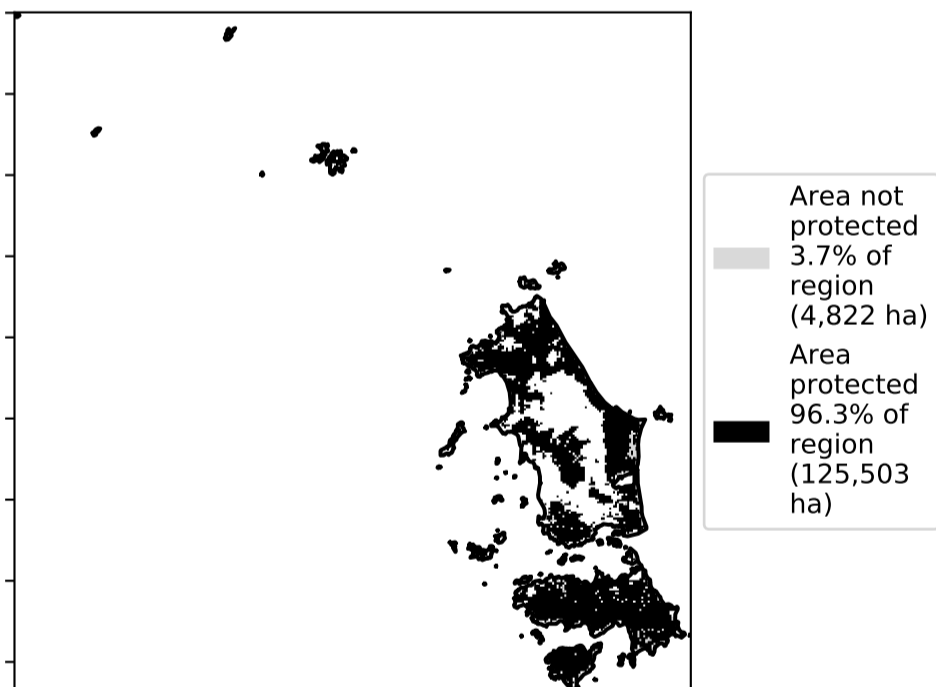 Area not
protected
3.7% of
region
(4,822 ha)
Area
protected
96.3% of
region
(125,503
ha)